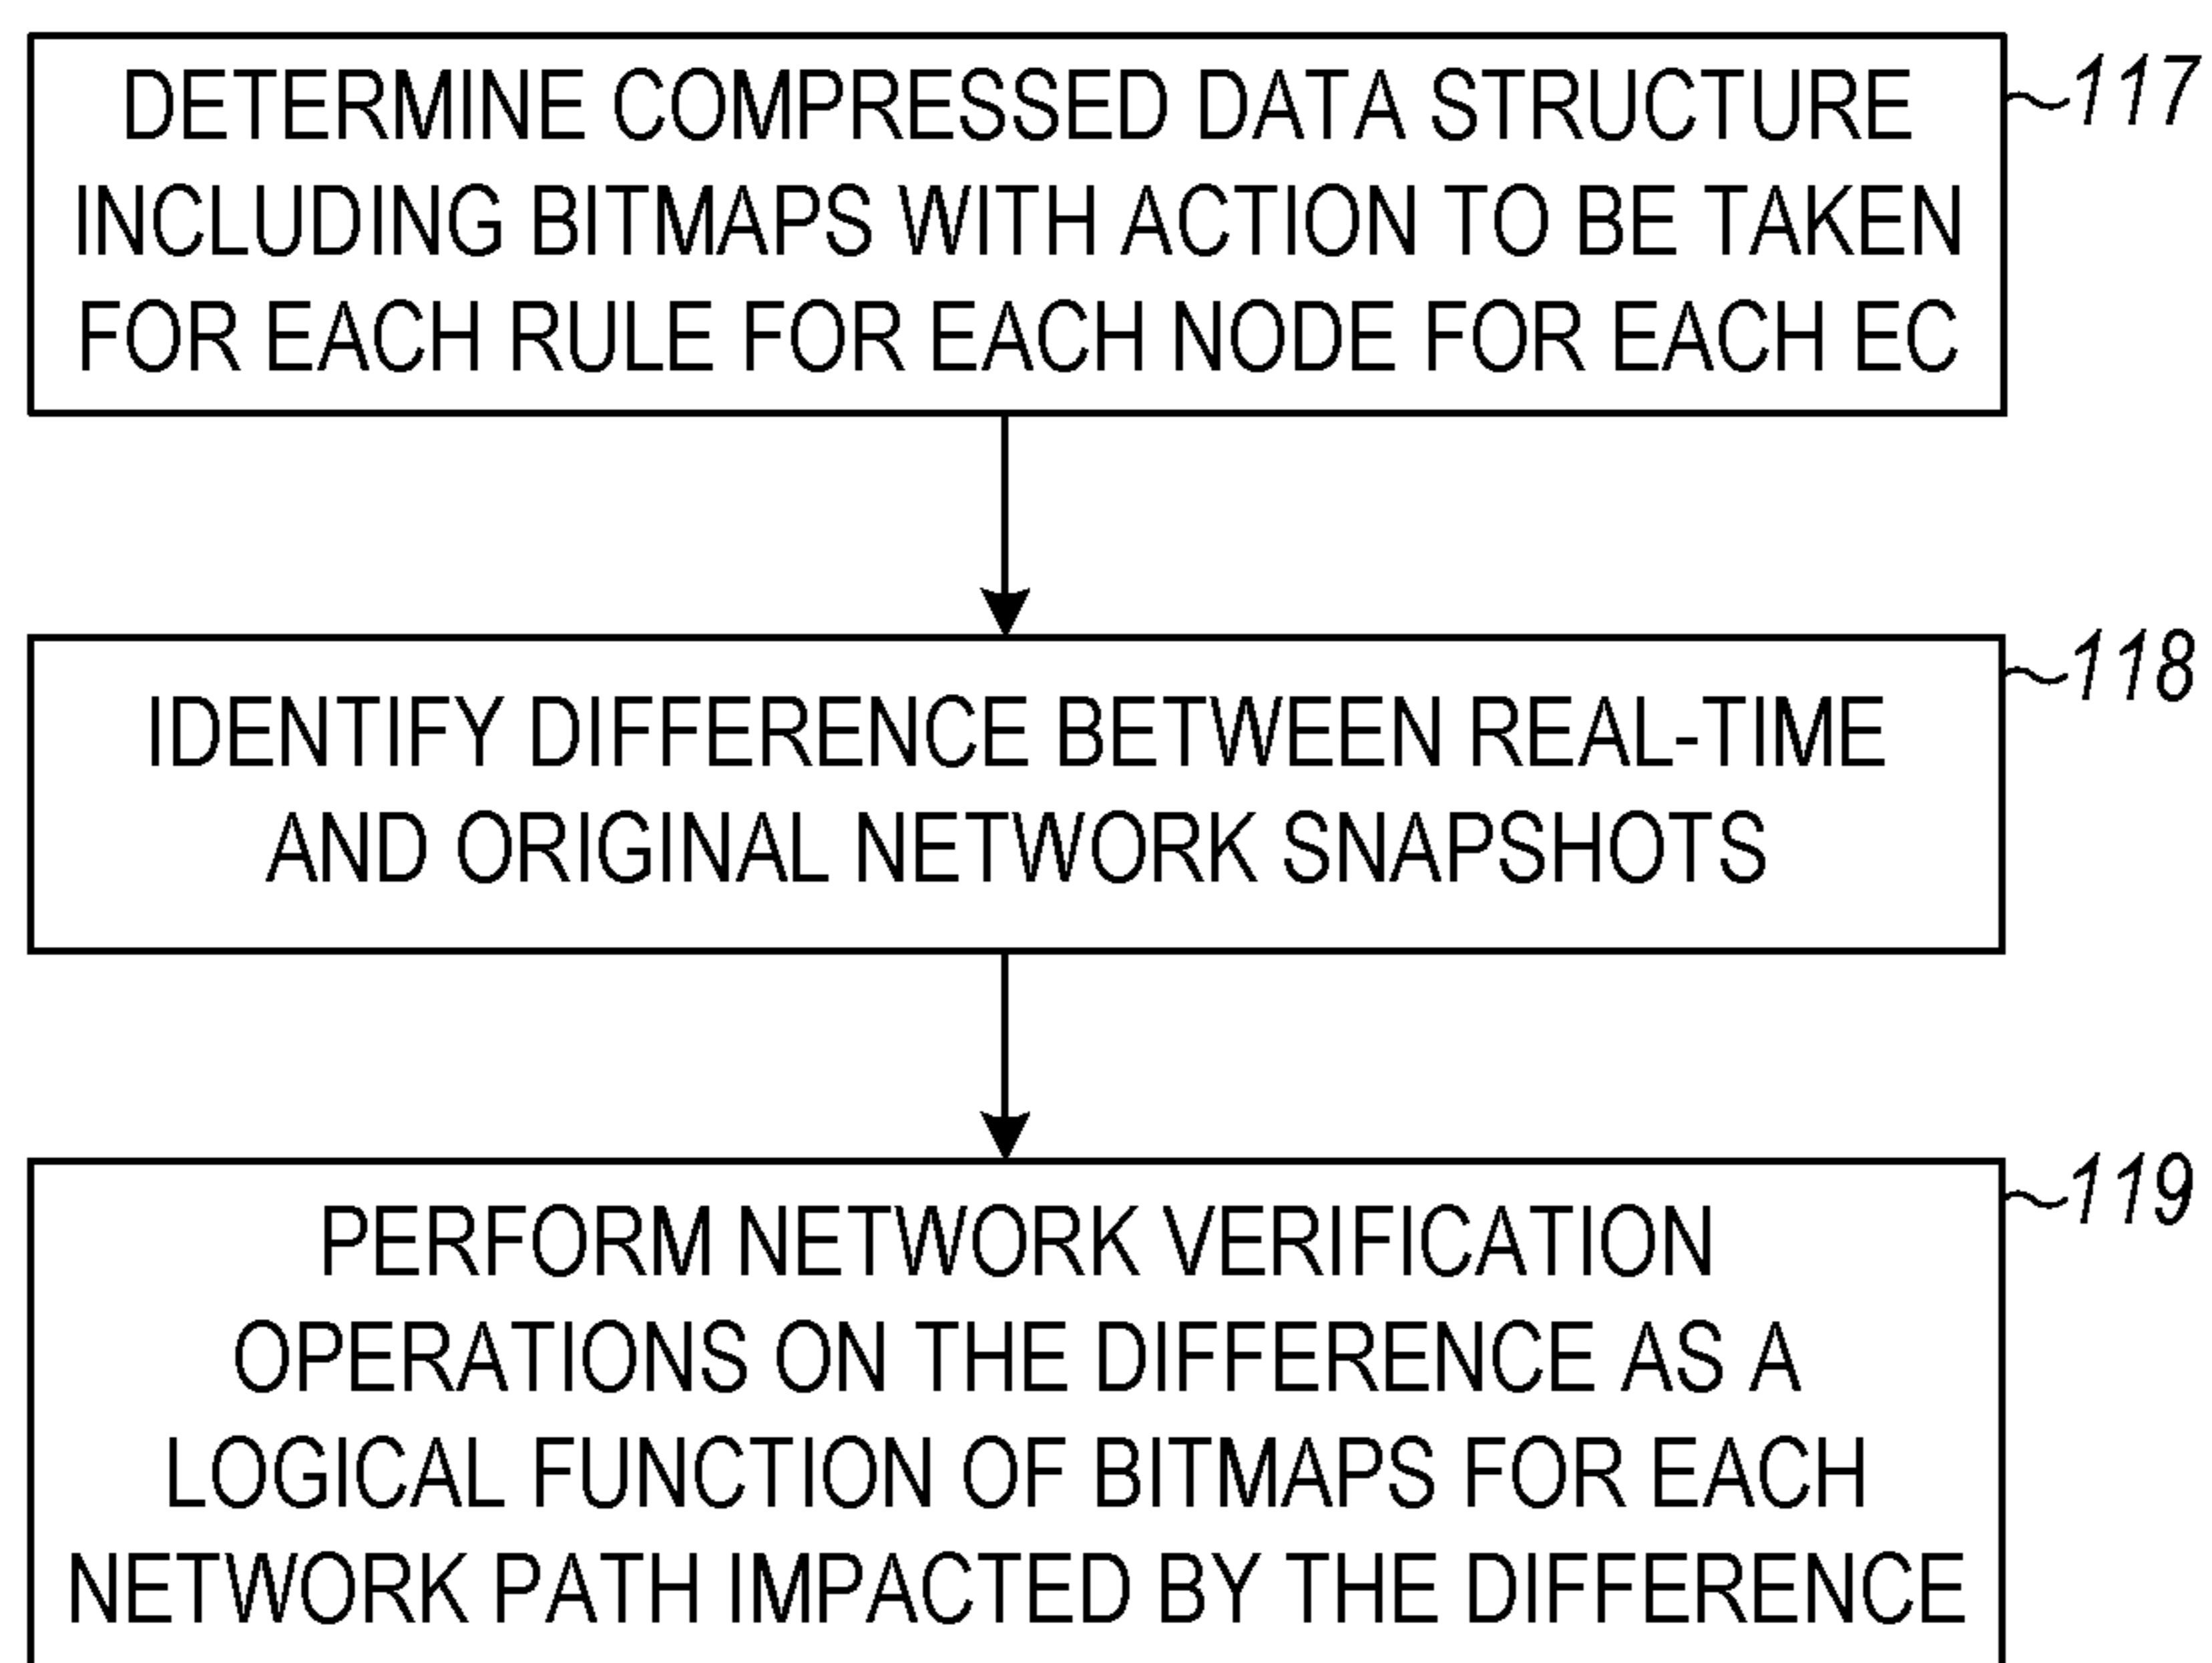 DETERMINE COMPRESSED DATA STRUCTURE
INCLUDING BITMAPS WITH ACTION TO BE TAKEN
FOR EACH RULE FOR EACH NODE FOR EACH EC
117
IDENTIFY DIFFERENCE BETWEEN REAL-TIME
AND ORIGINAL NETWORK SNAPSHOTS
118
PERFORM NETWORK VERIFICATION
OPERATIONS ON THE DIFFERENCE AS A
LOGICAL FUNCTION OF BITMAPS FOR EACH
NETWORK PATH IMPACTED BY THE DIFFERENCE
119